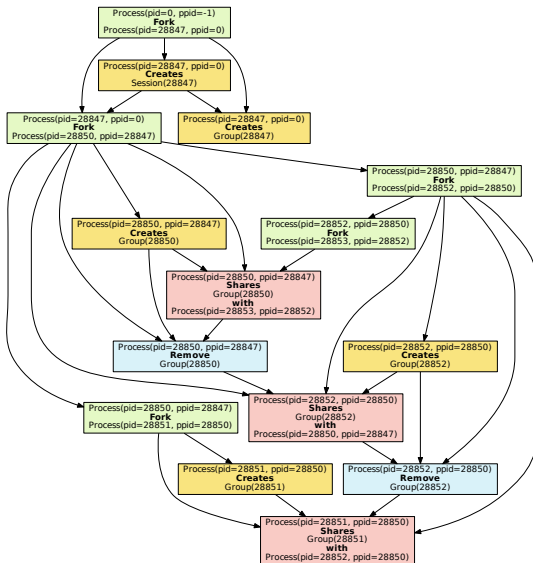 Process(pid=0, ppid=-1)
Fork
Process(pid=28847, ppid=0)
Process(pid=28847, ppid=0)
Creates
Session(28847)
Process(pid=28847, ppid=0)
Fork
Process(pid=28850, ppid=28847)
Process(pid=28847, ppid=0)
Creates
Group(28847)
Process(pid=28850, ppid=28847)
Fork
Process(pid=28852, ppid=28850)
Process(pid=28850, ppid=28847)
Creates
Group(28850)
Process(pid=28852, ppid=28850)
Fork
Process(pid=28853, ppid=28852)
Process(pid=28850, ppid=28847)
Shares
Group(28850)
with
Process(pid=28853, ppid=28852)
Process(pid=28850, ppid=28847)
Remove
Group(28850)
Process(pid=28852, ppid=28850)
Creates
Group(28852)
Process(pid=28852, ppid=28850)
Shares
Group(28852)
with
Process(pid=28850, ppid=28847)
Process(pid=28850, ppid=28847)
Fork
Process(pid=28851, ppid=28850)
Process(pid=28851, ppid=28850)
Creates
Group(28851)
Process(pid=28852, ppid=28850)
Remove
Group(28852)
Process(pid=28851, ppid=28850)
Shares
Group(28851)
with
Process(pid=28852, ppid=28850)